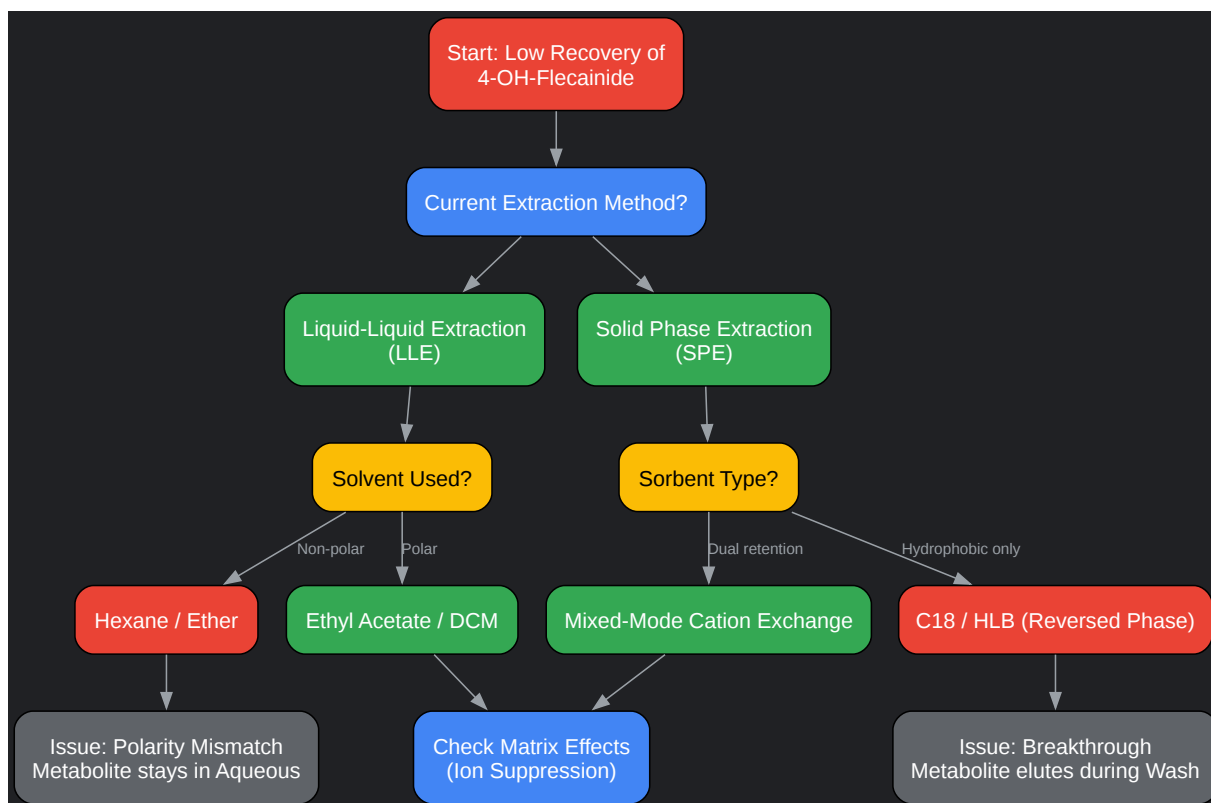 Start: Low Recovery of
4-OH-Flecainide
Current Extraction Method?
Liquid-Liquid Extraction
(LLE)
Solid Phase Extraction
(SPE)
Solvent Used?
Sorbent Type?
Non-polar
Polar
Dual retention
Hydrophobic only
Hexane / Ether
Ethyl Acetate / DCM
Mixed-Mode Cation Exchange
C18 / HLB (Reversed Phase)
Issue: Polarity Mismatch
Metabolite stays in Aqueous
Check Matrix Effects
(Ion Suppression)
Issue: Breakthrough
Metabolite elutes during Wash